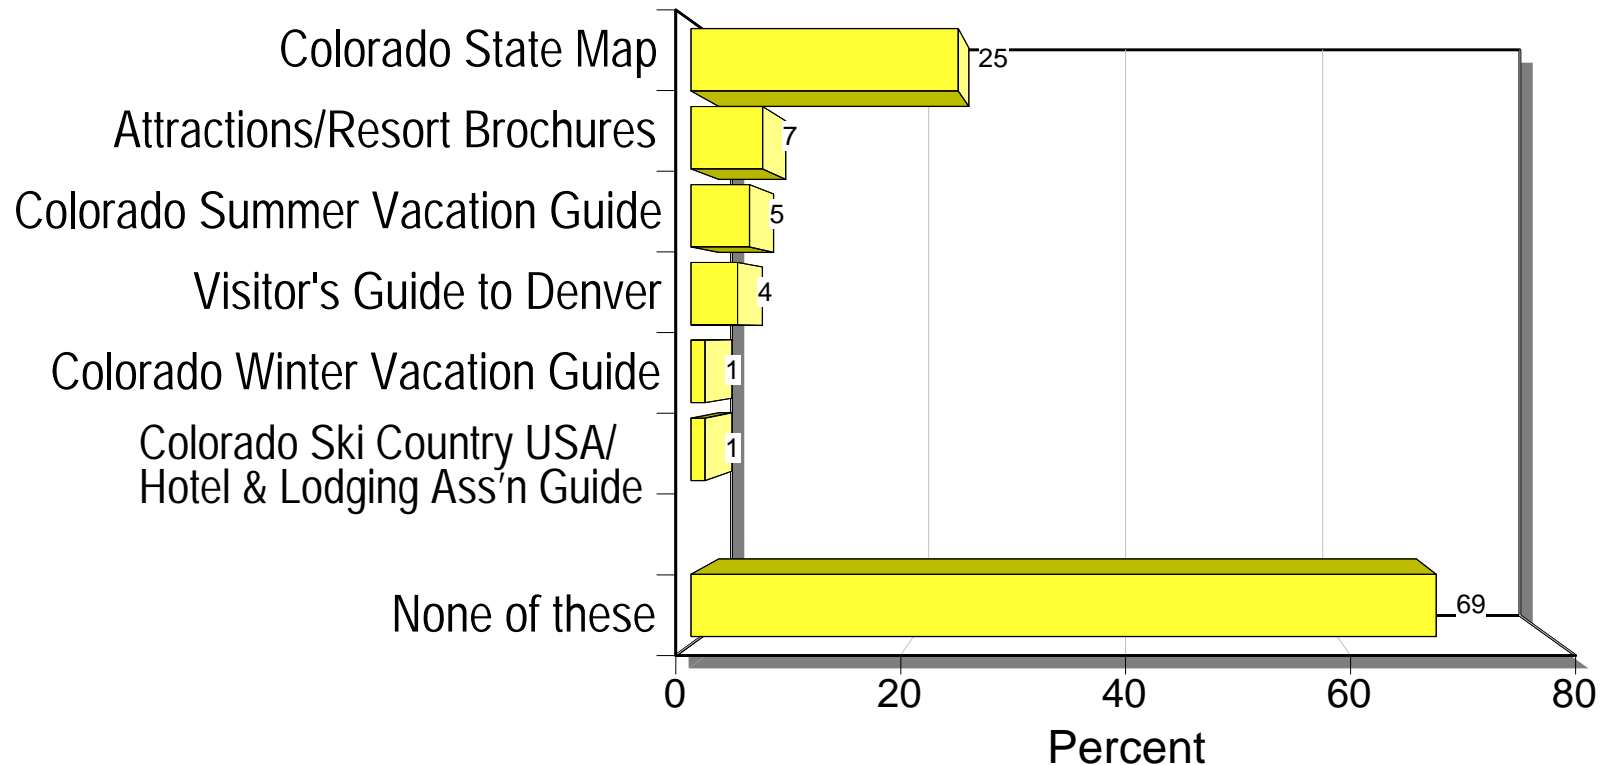 Colorado State Map
25
Attractions/Resort Brochures
7
Colorado Summer Vacation Guide
5
Visitor's Guide to Denver
4
Colorado Winter Vacation Guide
1
Colorado Ski Country USA/
Hotel & Lodging Ass'n Guide
1
None of these
69
0 20 40 60 80
Percent